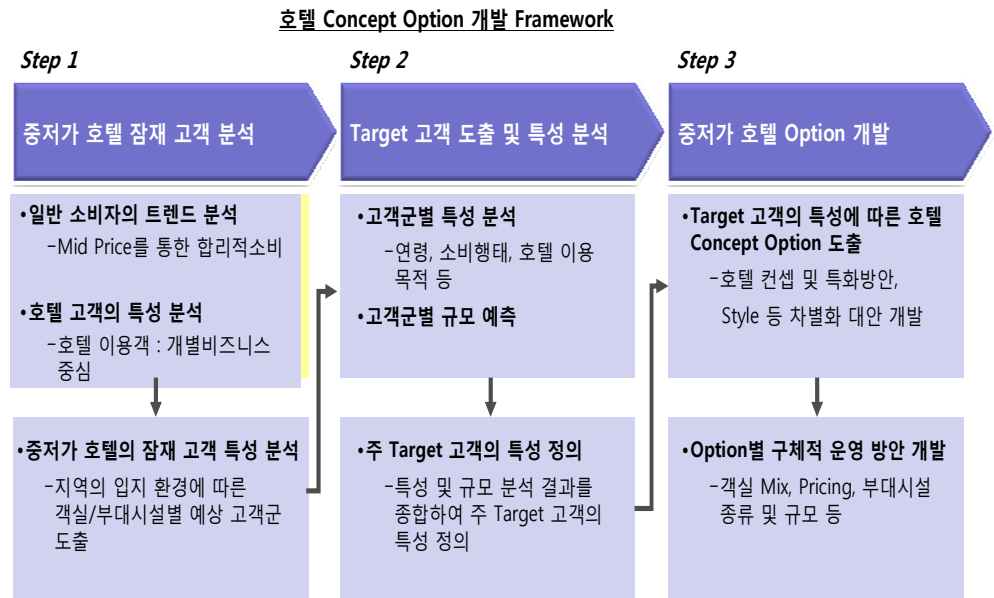 호텔 Concept Option 개발 Framework
Step 1
중저가 호텔 잠재 고객 분석
•일반 소비자의 트렌드 분석
-Mid Price를 통한 합리적소비
•호텔 고객의 특성 분석
-호텔 이용객 : 개별비즈니스
중심
•중저가 호텔의 잠재 고객 특성 분석
-지역의 입지 환경에 따른
객실/부대시설별 예상 고객군
도출
Step 2
Target 고객 도출 및 특성 분석
•고객군별 특성 분석
-연령, 소비행태, 호텔 이용
목적 등
•고객군별 규모 예측
•주 Target 고객의 특성 정의
-특성 및 규모 분석 결과를
종합하여 주 Target 고객의
특성 정의
Step 3
중저가 호텔 Option 개발
•Target 고객의 특성에 따른 호텔
Concept Option 도출
-호텔 컨셉 및 특화방안,
Style 등 차별화 대안 개발
•Option별 구체적 운영 방안 개발
-객실 Mix, Pricing, 부대시설
종류 및 규모 등